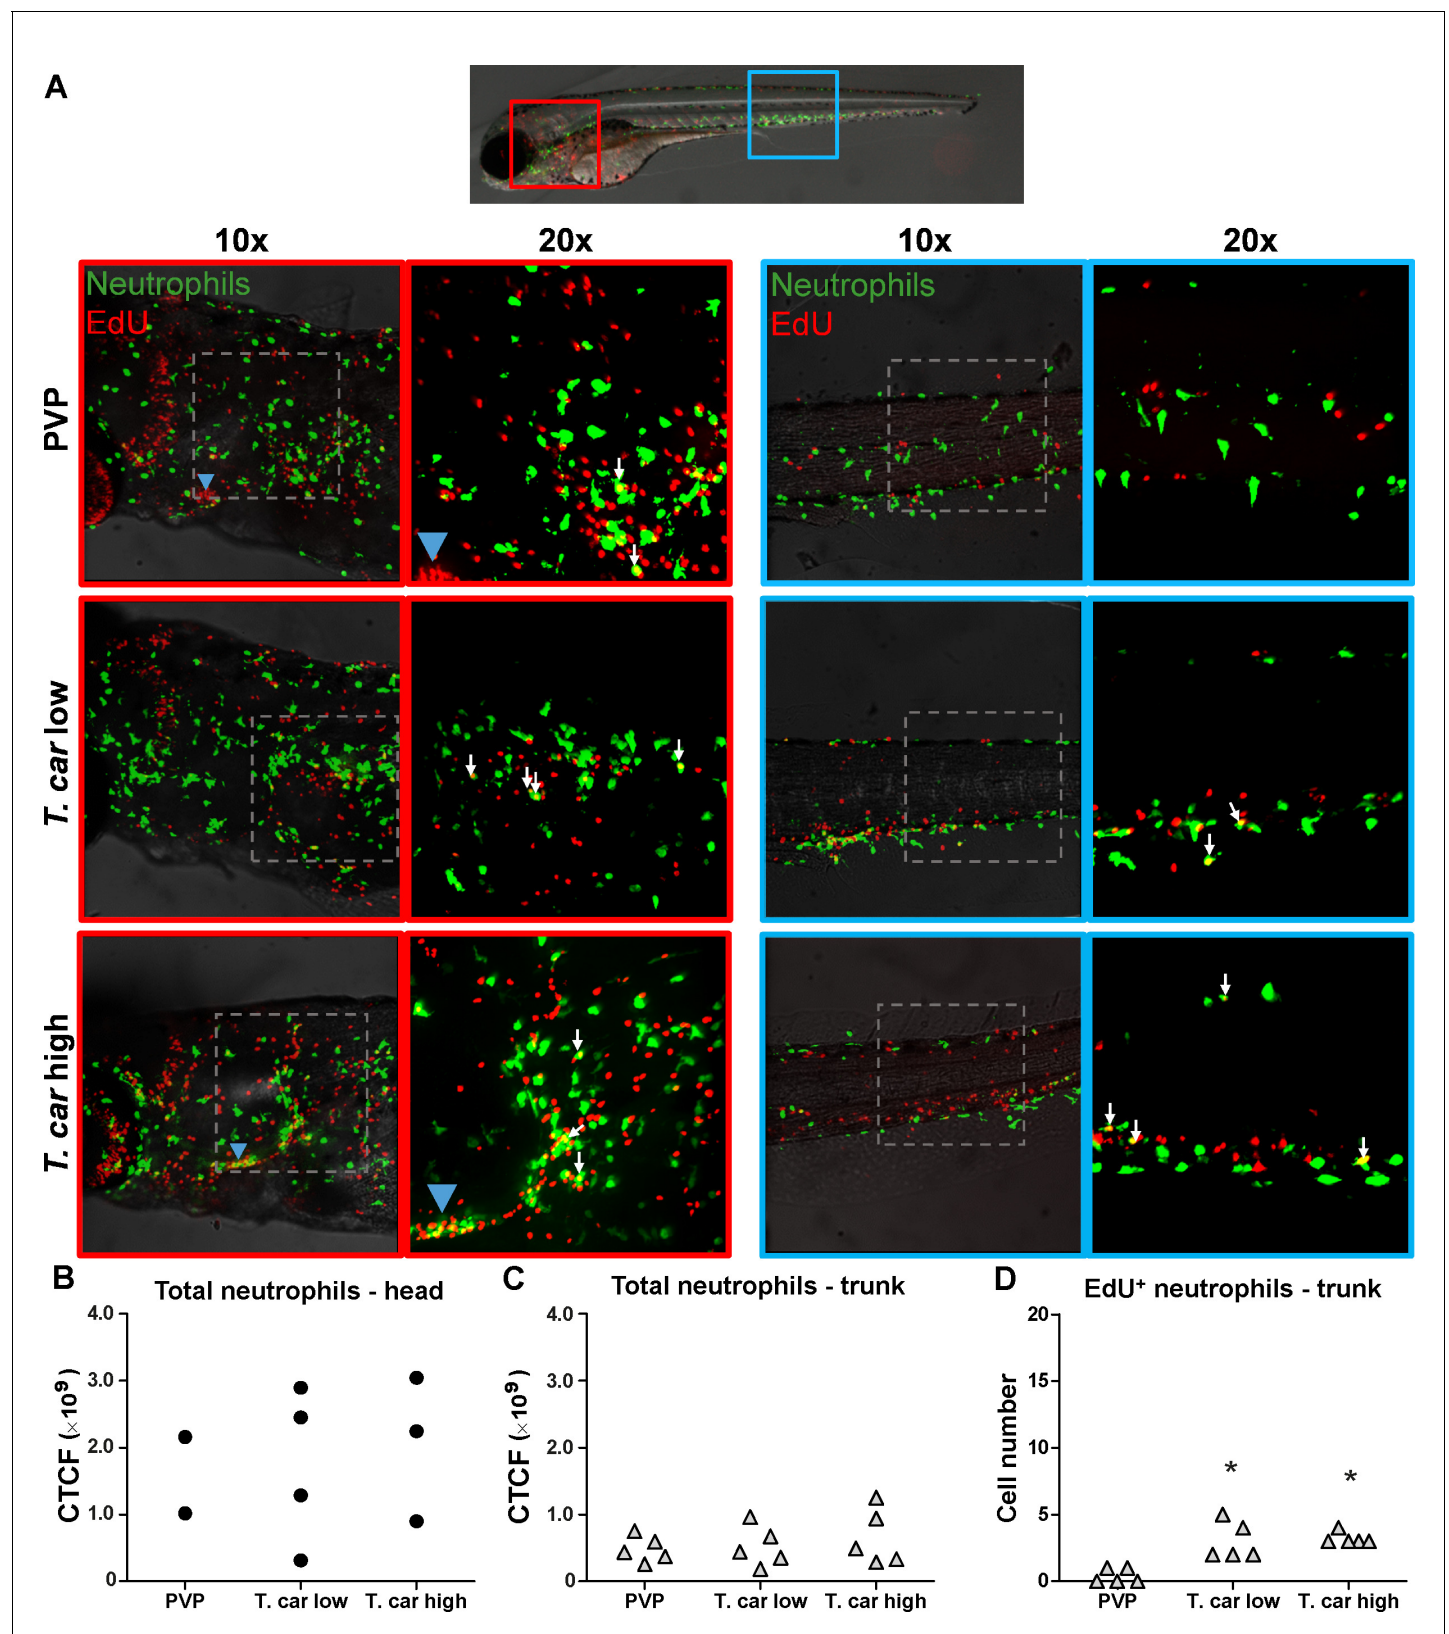 A
10x 20x 10x 20x
Neutrophils
EdU
Neutrophils
EdU
PVP
T. car low
T. car high
B Total neutrophils - head
4.0
3.0
2.0
1.0
0
CTCF (×10⁹)
PVP T. car low T. car high
C Total neutrophils - trunk
4.0
3.0
2.0
1.0
0
CTCF (×10⁹)
PVP T. car low T. car high
D EdU⁺ neutrophils - trunk
20
15
10
5
0
Cell number
* *
PVP T. car low T. car high